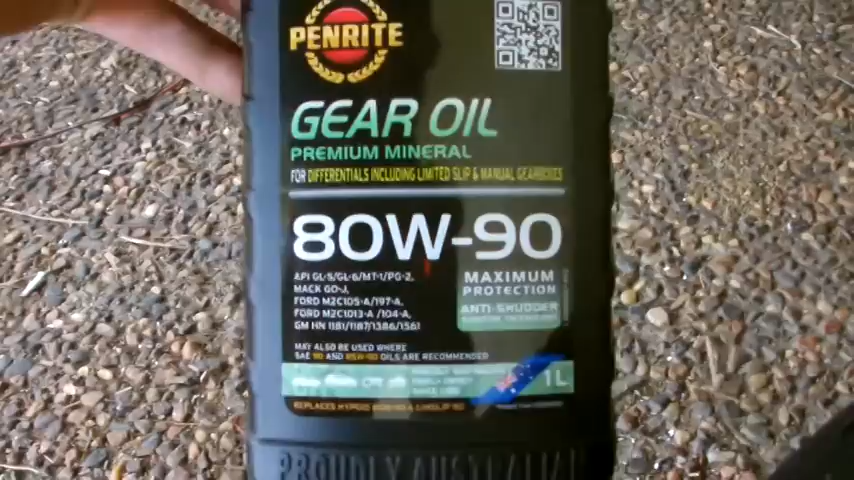 PENRITE
GEAR OIL
PREMIUM MINERAL
FOR DIFFERENTIALS INCLUDING LIMITED SLIP & MANUAL GEARBOXES
80W-90
API GL-5/GL-6/MT-1/PG-2,
MACK GO-J,
FORD M2C105-A/197-A,
FORD M2C1013-A /104-A,
GM HN 1181/1187/1386/1561
MAXIMUM
PROTECTION
ANTI-SHUDDER
MAY ALSO BE USED WHERE
SAE 90 AND 85W-90 OILS ARE RECOMMENDED
1L
PROUDLY AUSTRALIAN